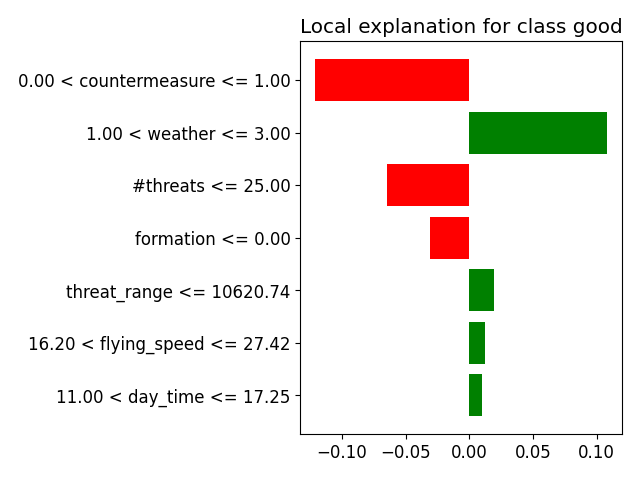 Local explanation for class good
0.00 < countermeasure <= 1.00
1.00 < weather <= 3.00
#threats <= 25.00
formation <= 0.00
threat_range <= 10620.74
16.20 < flying_speed <= 27.42
11.00 < day_time <= 17.25
−0.10 −0.05 0.00 0.05 0.10